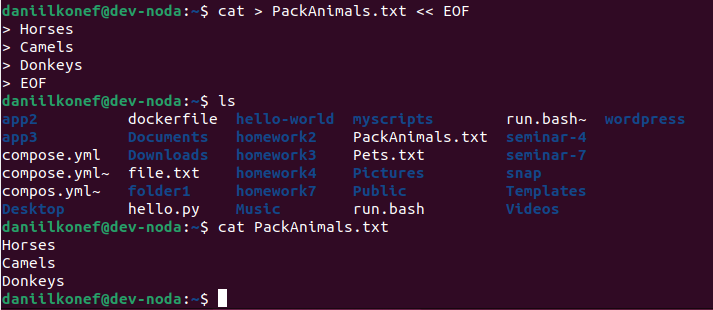 daniilkonef@dev-noda:~$ cat > PackAnimals.txt << EOF
> Horses
> Camels
> Donkeys
> EOF
daniilkonef@dev-noda:~$ ls
app2 dockerfile hello-world myscripts run.bash~ wordpress
app3 Documents homework2 PackAnimals.txt seminar-4
compose.yml Downloads homework3 Pets.txt seminar-7
compose.yml~ file.txt homework4 Pictures snap
compos.yml~ folder1 homework7 Public Templates
Desktop hello.py Music run.bash Videos
daniilkonef@dev-noda:~$ cat PackAnimals.txt
Horses
Camels
Donkeys
daniilkonef@dev-noda:~$